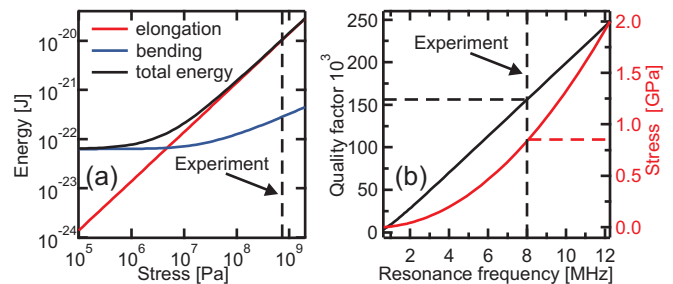 elongation
bending
total energy
Experiment
(a)
Energy [J]
10^-20
10^-21
10^-22
10^-23
10^-24
10^5
10^6
10^7
10^8
10^9
Stress [Pa]
Experiment
(b)
Quality factor 10^3
250
200
150
100
50
0
2
4
6
8
10
12
Resonance frequency [MHz]
2.0
1.5
1.0
0.5
0.0
Stress [GPa]